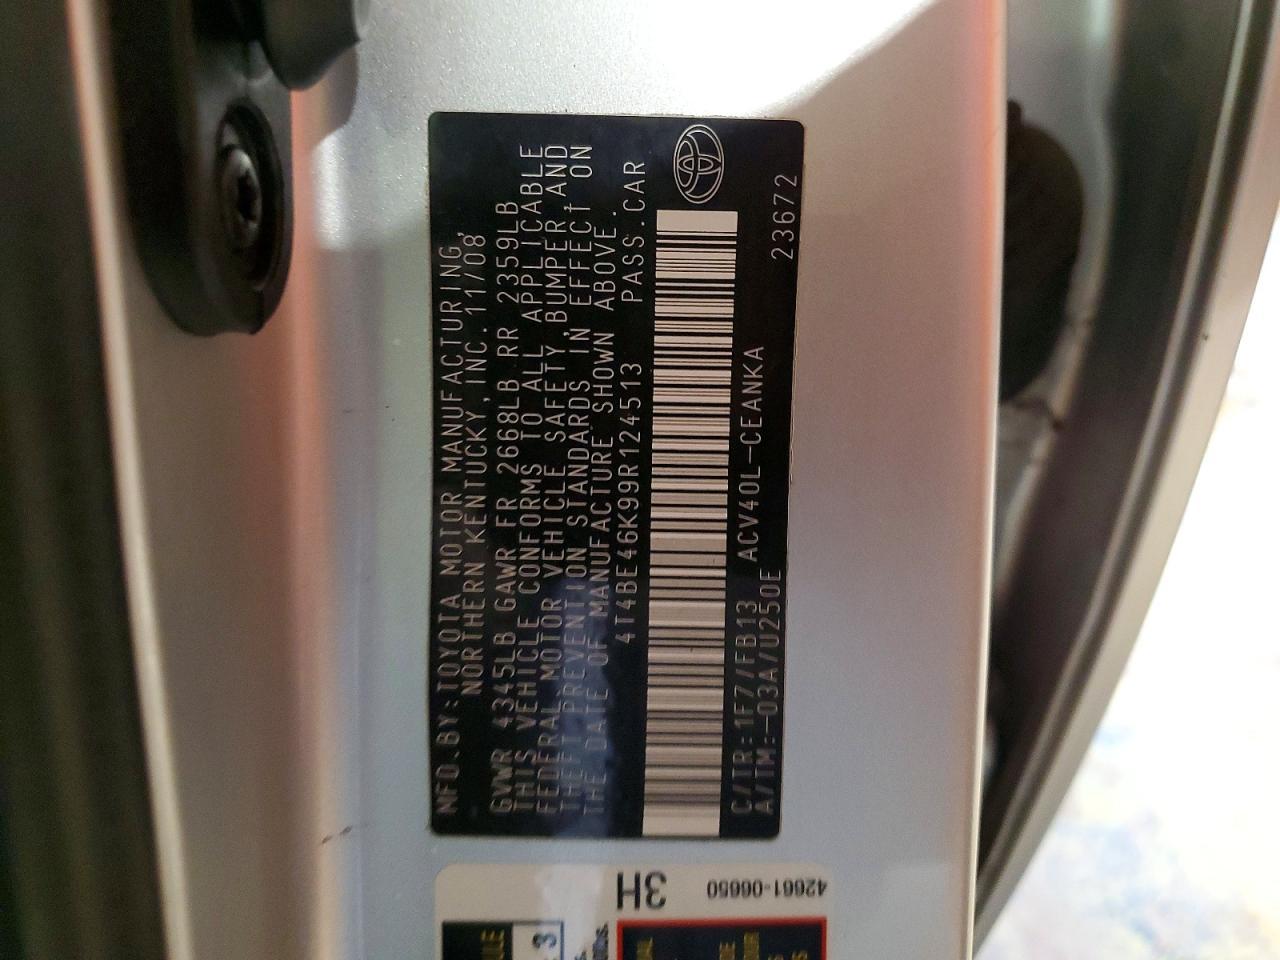 MFD.BY:TOYOTA MOTOR MANUFACTURING,
NORTHERN KENTUCKY,INC.11/08
GVWR 4345LB GAWR FR 2668LB RR 2359LB
THIS VEHICLE CONFORMS TO ALL APPLICABLE
FEDERAL MOTOR VEHICLE SAFETY,BUMPER,AND
THEFT PREVENTION STANDARDS IN EFFECT ON
THE DATE OF MANUFACTURE SHOWN ABOVE.
4T4BE46K99R124513 PASS.CAR
C/TR:1F7/FB13 ACV40L-CEANKA
A/TM:-03A/U250E 23672
3H
42661-06650